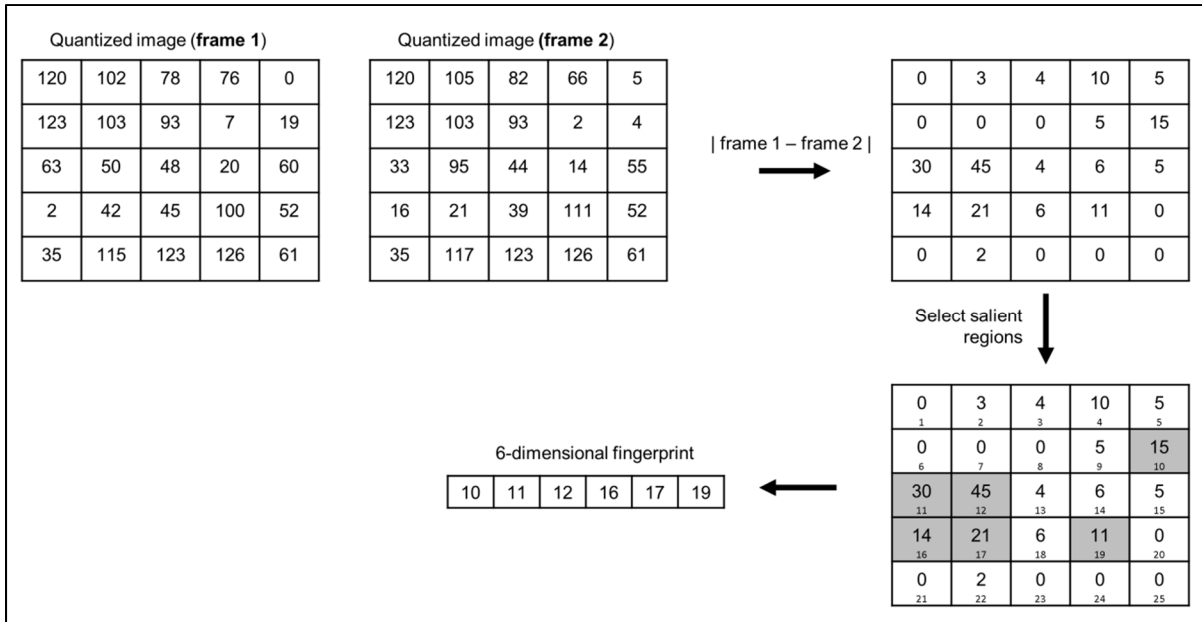 Quantized image (frame 1)
120 102 78 76 0
123 103 93 7 19
63 50 48 20 60
2 42 45 100 52
35 115 123 126 61
Quantized image (frame 2)
120 105 82 66 5
123 103 93 2 4
33 95 44 14 55
16 21 39 111 52
35 117 123 126 61
| frame 1 – frame 2 |
0 3 4 10 5
0 0 0 5 15
30 45 4 6 5
14 21 6 11 0
0 2 0 0 0
Select salient
regions
0 3 4 10 5
1 2 3 4 5
0 0 0 5 15
6 7 8 9 10
30 45 4 6 5
11 12 13 14 15
14 21 6 11 0
16 17 18 19 20
0 2 0 0 0
21 22 23 24 25
6-dimensional fingerprint
10 11 12 16 17 19